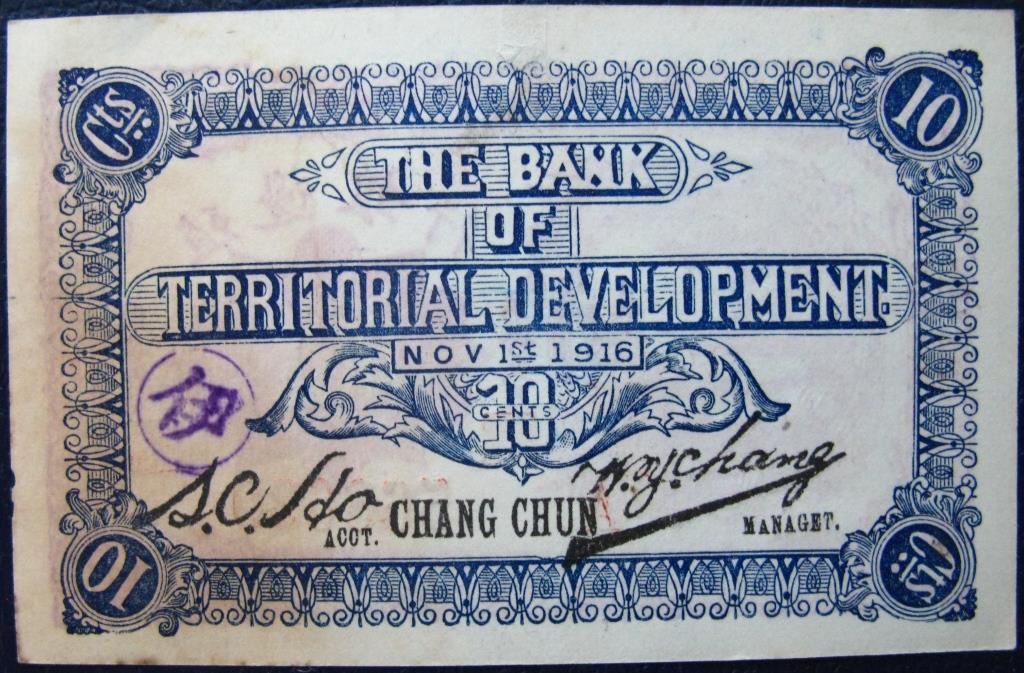 Cts. 10
THE BANK
OF
TERRITORIAL DEVELOPMENT.
NOV 1st 1916
10
CENTS
S.C. Ho W.Y. Chang
ACCT. CHANG CHUN MANAGET.
10 Cts.